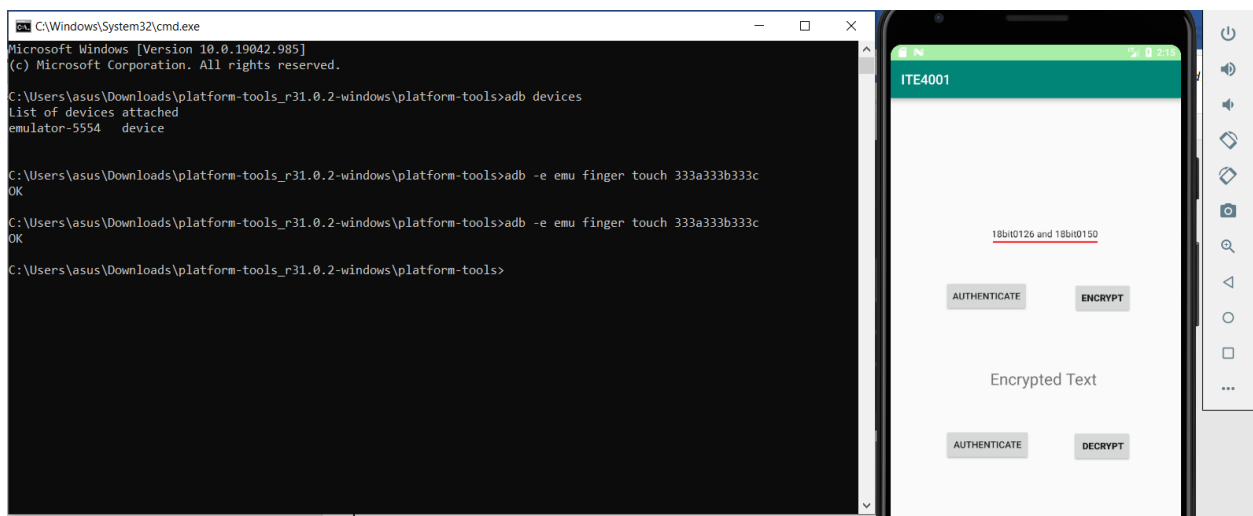 C:\Windows\System32\cmd.exe
Microsoft Windows [Version 10.0.19042.985]
(c) Microsoft Corporation. All rights reserved.
C:\Users\asus\Downloads\platform-tools_r31.0.2-windows\platform-tools>adb devices
List of devices attached
emulator-5554   device
C:\Users\asus\Downloads\platform-tools_r31.0.2-windows\platform-tools>adb -e emu finger touch 333a333b333c
OK
C:\Users\asus\Downloads\platform-tools_r31.0.2-windows\platform-tools>adb -e emu finger touch 333a333b333c
OK
C:\Users\asus\Downloads\platform-tools_r31.0.2-windows\platform-tools>
2:15
ITE4001
18bit0126 and 18bit0150
AUTHENTICATE ENCRYPT
Encrypted Text
AUTHENTICATE DECRYPT